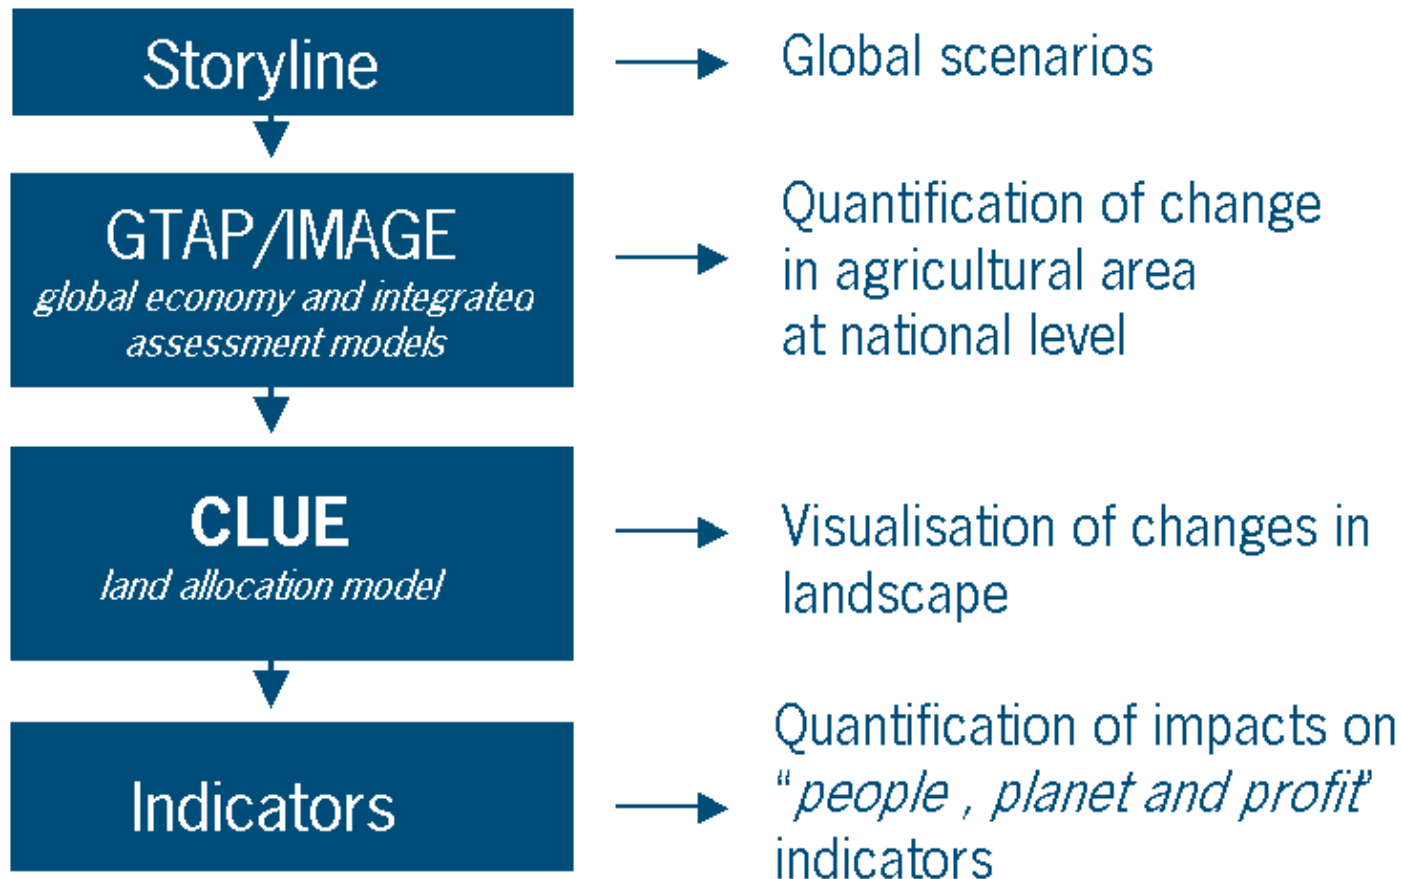 Storyline
Global scenarios
GTAP/IMAGE
global economy and integrated
assessment models
Quantification of change
in agricultural area
at national level
CLUE
land allocation model
Visualisation of changes in
landscape
Indicators
Quantification of impacts on
“people , planet and profit”
indicators